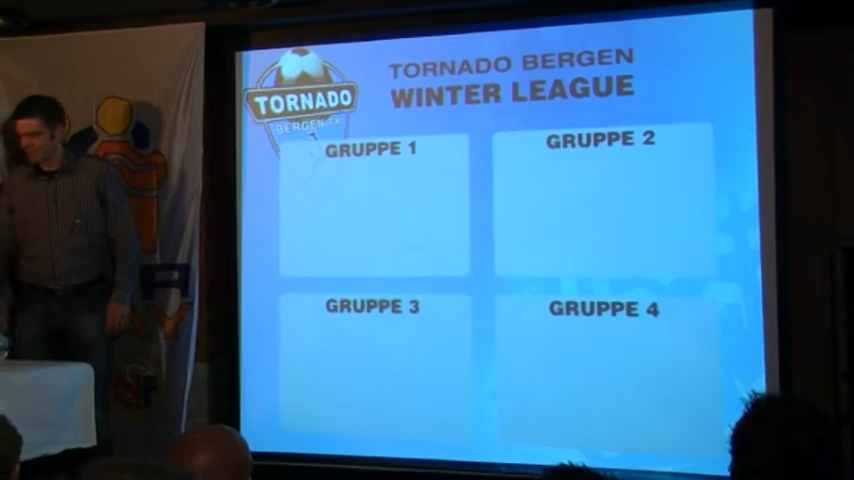 TORNADO BERGEN
WINTER LEAGUE
TORNADO
BERGEN FK
GRUPPE 1
GRUPPE 2
GRUPPE 3
GRUPPE 4